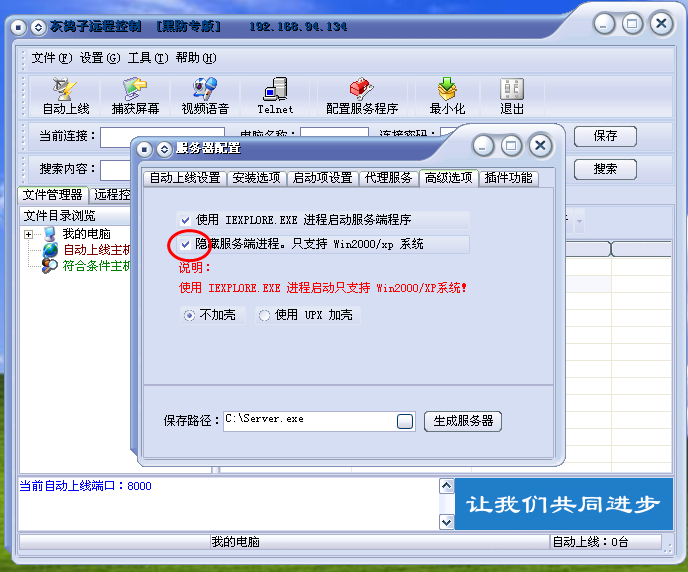 灰鸽子远程控制 [黑防专版] 192.168.94.134
文件(F) 设置(G) 工具(T) 帮助(H)
自动上线 捕获屏幕 视频语音 Telnet 配置服务程序 最小化 退出
当前连接： 电脑名称： 连接密码： 保存
搜索内容： 搜索
文件管理器 远程控
文件目录浏览
我的电脑
自动上线主机
符合条件主机
服务器配置
自动上线设置 安装选项 启动项设置 代理服务 高级选项 插件功能
使用 IEXPLORE.EXE 进程启动服务端程序
隐藏服务端进程。只支持 Win2000/xp 系统
说明：
使用 IEXPLORE.EXE 进程启动只支持 Win2000/XP系统!
不加壳 使用 UPX 加壳
保存路径： C:\Server.exe 生成服务器
当前自动上线端口：8000
让我们共同进步
我的电脑 自动上线：0台